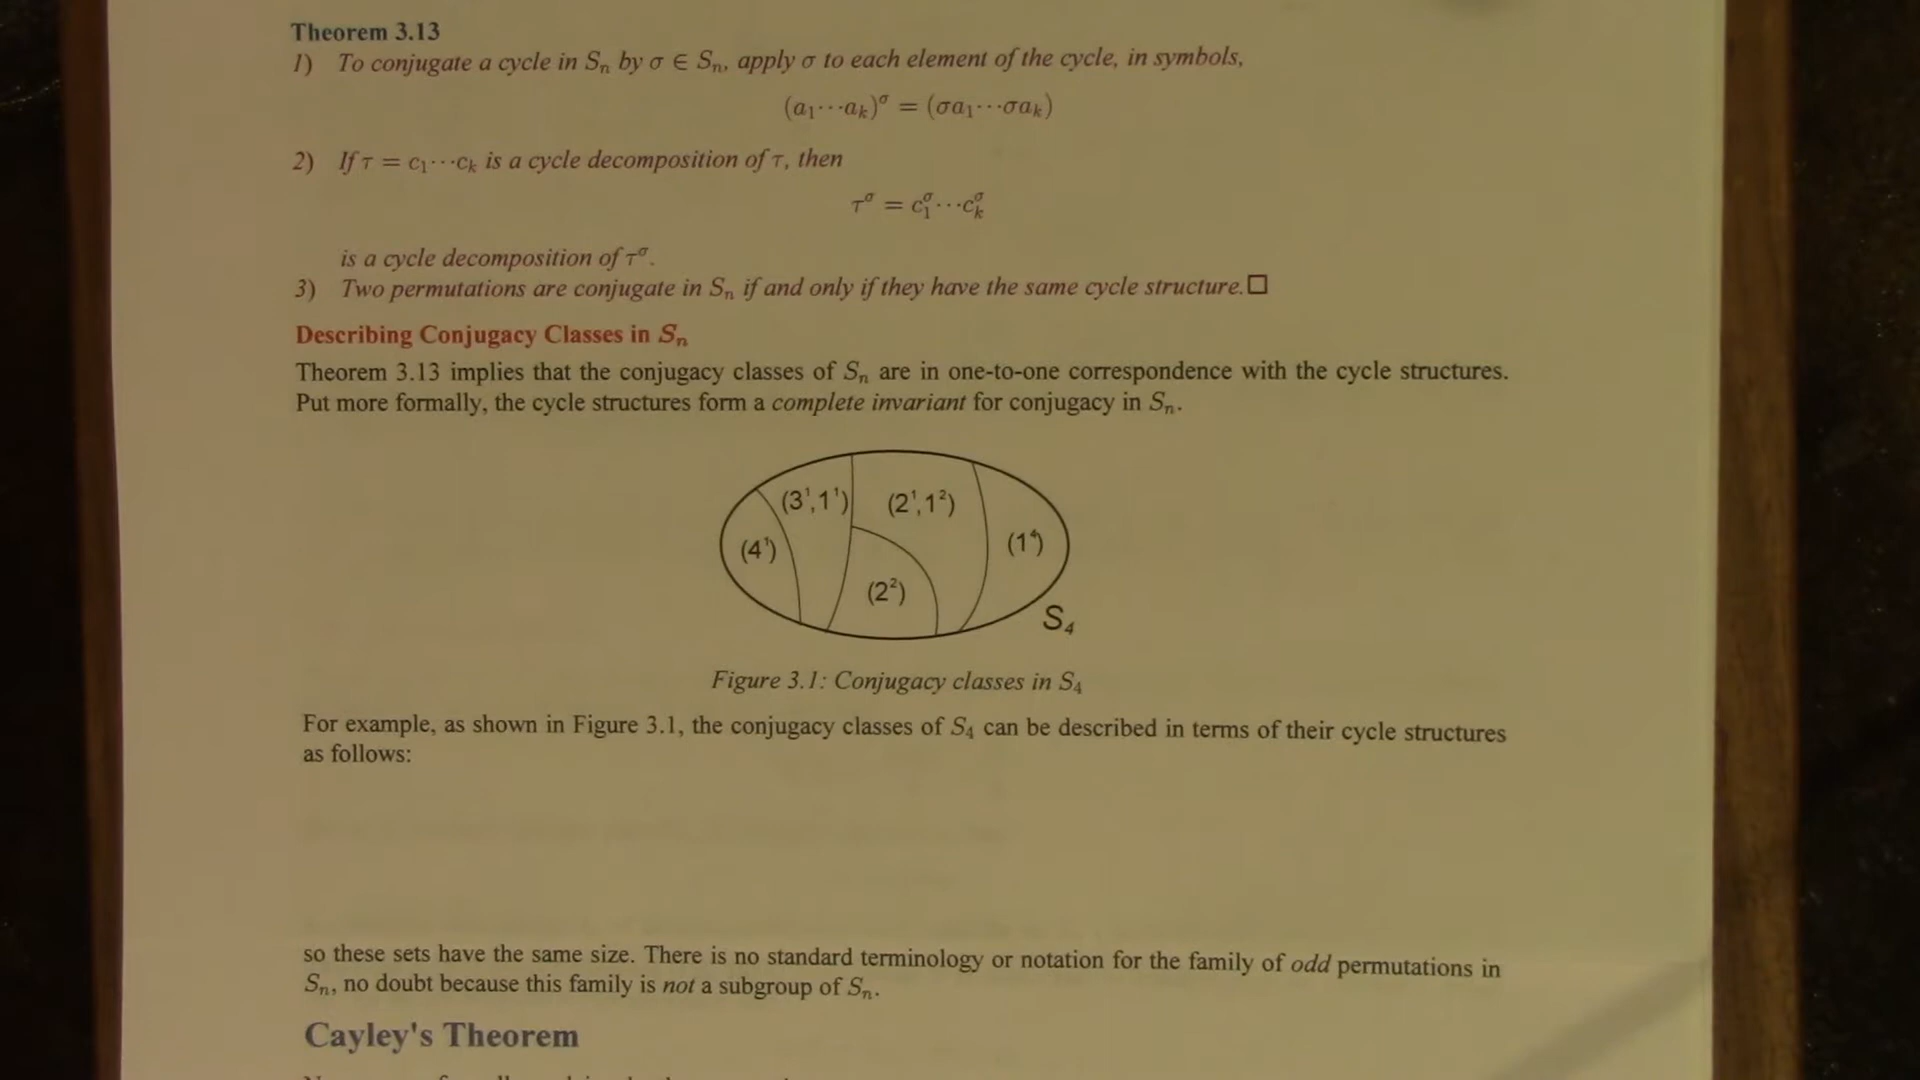 Theorem 3.13
1) To conjugate a cycle in Sₙ by σ ∈ Sₙ, apply σ to each element of the cycle, in symbols,
(a₁⋯aₖ)^σ = (σa₁⋯σaₖ)
2) If τ = c₁⋯cₖ is a cycle decomposition of τ, then
τ^σ = c₁^σ⋯cₖ^σ
is a cycle decomposition of τ^σ.
3) Two permutations are conjugate in Sₙ if and only if they have the same cycle structure.□
Describing Conjugacy Classes in Sₙ
Theorem 3.13 implies that the conjugacy classes of Sₙ are in one-to-one correspondence with the cycle structures.
Put more formally, the cycle structures form a complete invariant for conjugacy in Sₙ.
(3¹,1¹) (2¹,1²)
(4¹) (1⁴)
(2²)
S₄
Figure 3.1: Conjugacy classes in S₄
For example, as shown in Figure 3.1, the conjugacy classes of S₄ can be described in terms of their cycle structures
as follows:
so these sets have the same size. There is no standard terminology or notation for the family of odd permutations in
Sₙ, no doubt because this family is not a subgroup of Sₙ.
Cayley's Theorem